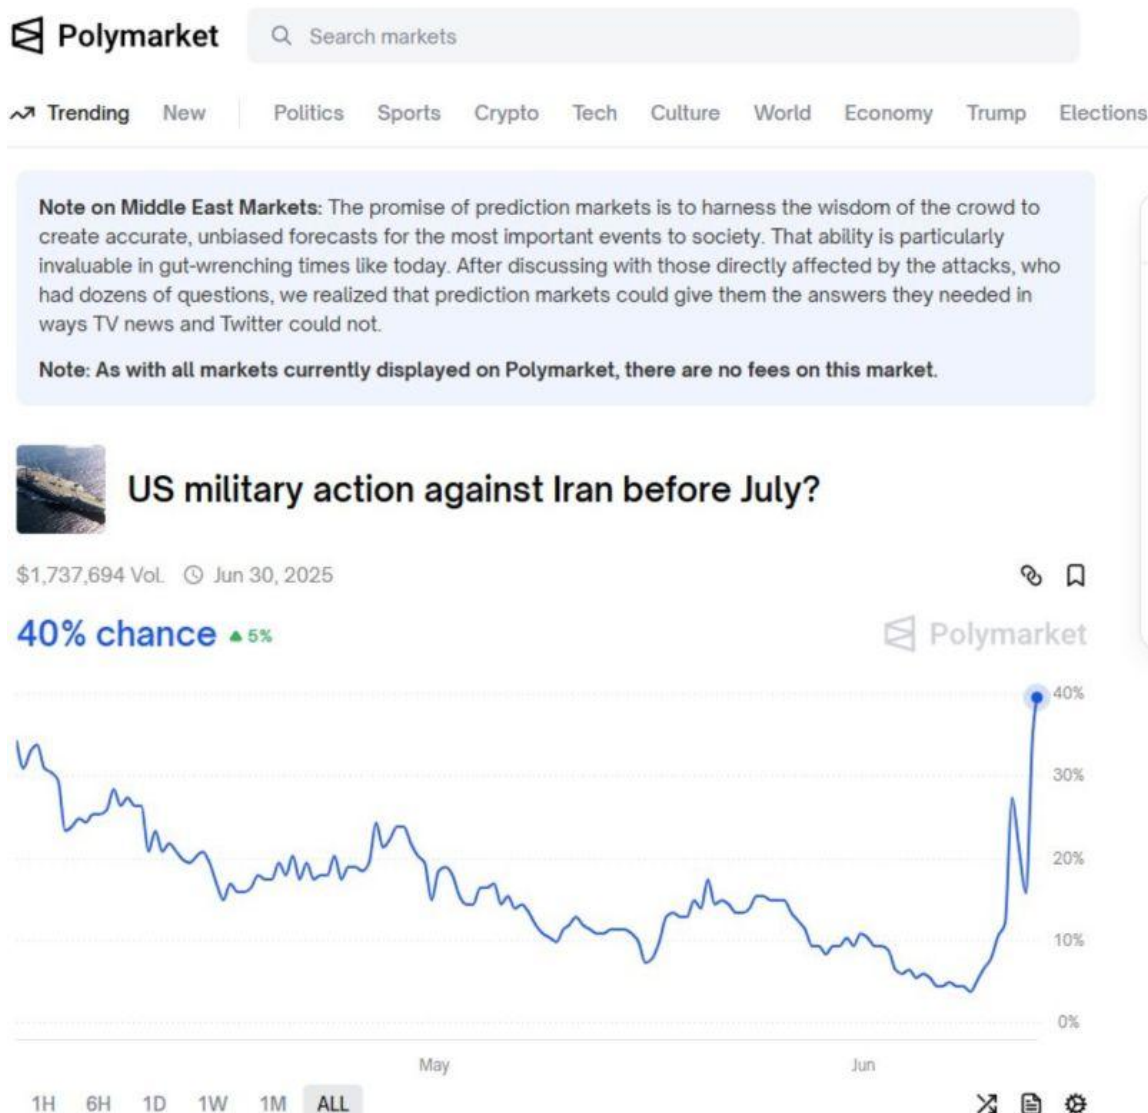 Polymarket
Search markets
Trending New Politics Sports Crypto Tech Culture World Economy Trump Elections
Note on Middle East Markets: The promise of prediction markets is to harness the wisdom of the crowd to
create accurate, unbiased forecasts for the most important events to society. That ability is particularly
invaluable in gut-wrenching times like today. After discussing with those directly affected by the attacks, who
had dozens of questions, we realized that prediction markets could give them the answers they needed in
ways TV news and Twitter could not.
Note: As with all markets currently displayed on Polymarket, there are no fees on this market.
US military action against Iran before July?
$1,737,694 Vol. Jun 30, 2025
40% chance ▲ 5%
Polymarket
40%
30%
20%
10%
0%
May Jun
1H 6H 1D 1W 1M ALL